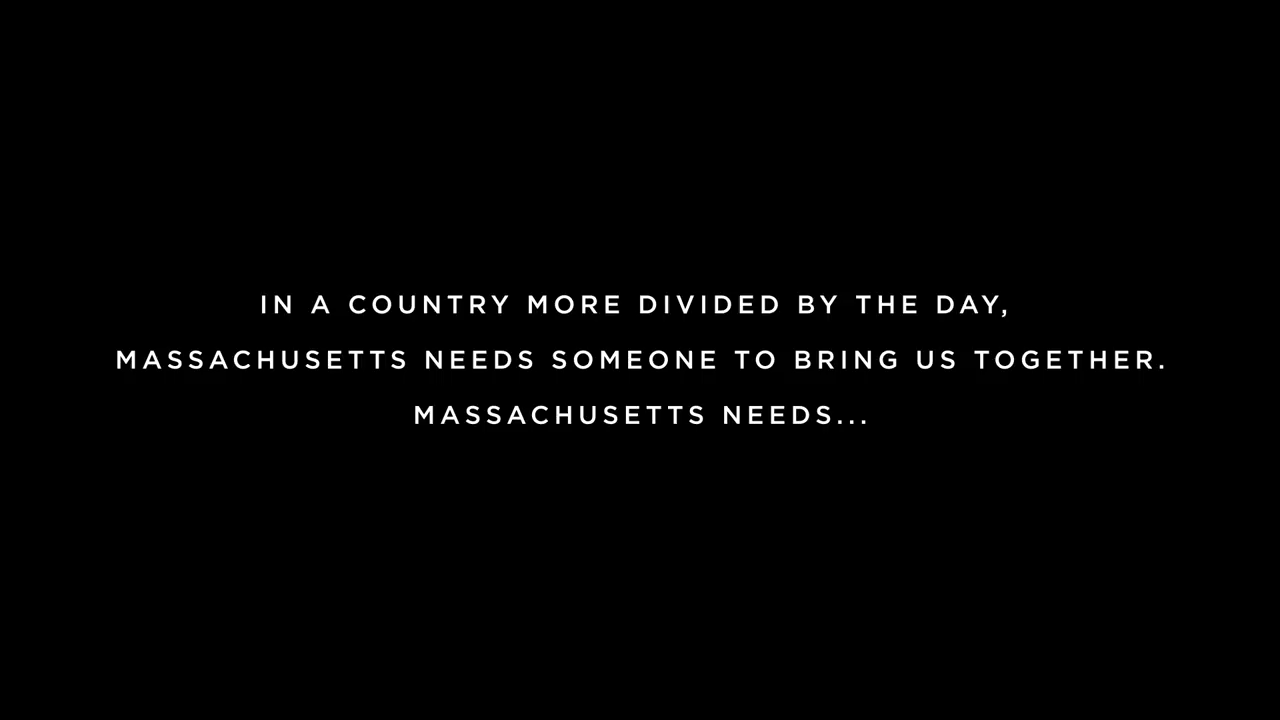 IN A COUNTRY MORE DIVIDED BY THE DAY,
MASSACHUSETTS NEEDS SOMEONE TO BRING US TOGETHER.
MASSACHUSETTS NEEDS...